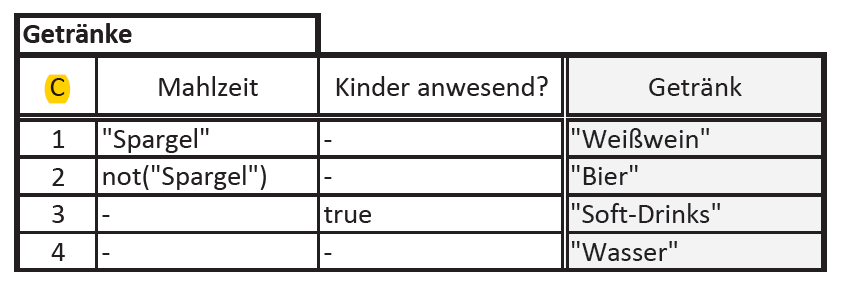 Getränke
C Mahlzeit Kinder anwesend? Getränk
1 "Spargel" - "Weißwein"
2 not("Spargel") - "Bier"
3 - true "Soft-Drinks"
4 - - "Wasser"